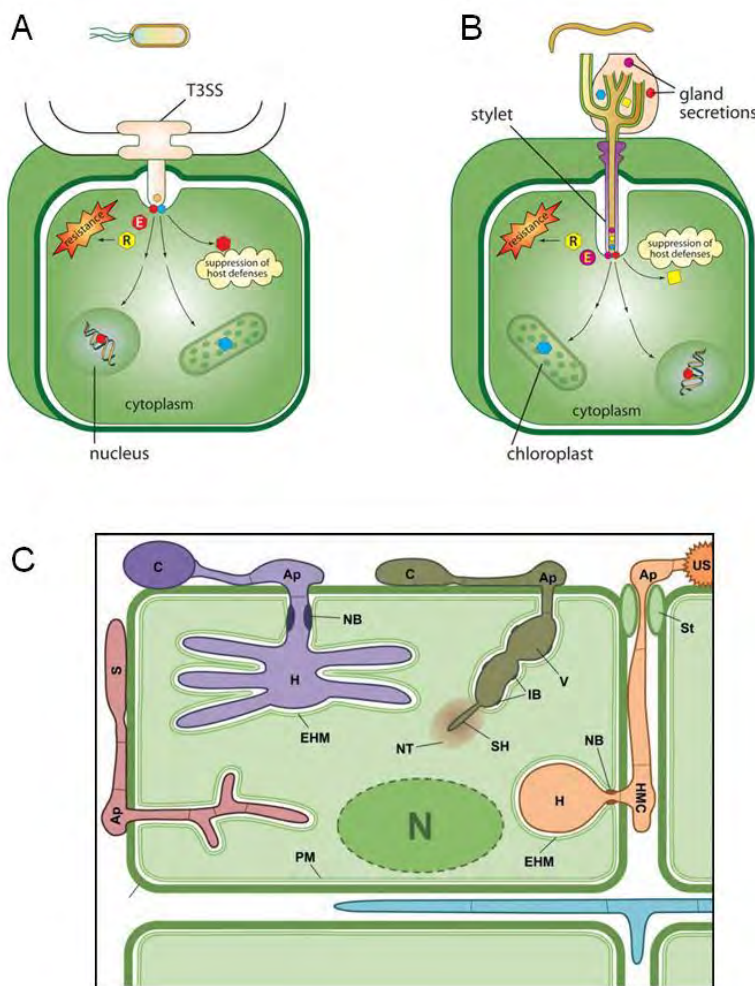 A
T3SS
resistance
E
R
suppression of
host defenses
cytoplasm
nucleus
B
gland
secretions
stylet
resistance
R
E
suppression of
host defenses
cytoplasm
chloroplast
C
C
Ap
C
Ap
Ap
US
NB
St
S
H
V
IB
EHM
SH
NT
NB
H
HMC
Ap
N
EHM
PM